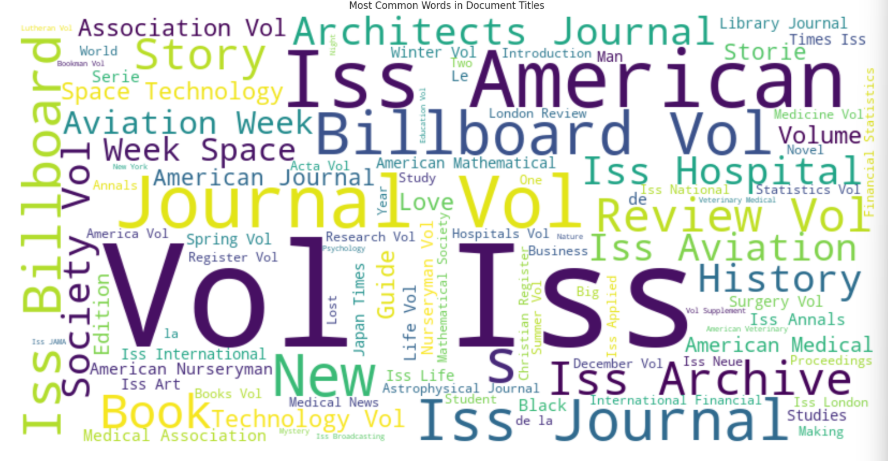 Most Common Words in Document Titles
Lutheran Vol
Association Vol
Architects Journal
Library Journal
Times Iss
World
Story
Night
Winter Vol
Introduction
Man
Storie
Bookman Vol
Serie
Two
Le
Iss American
Space Technology
Education Vol
London Review
Medicine Vol
Financial Statistics
Aviation Week
Billboard Vol
Volume
Week Space
Novel
New York
Acta Vol
American Mathematical
Iss Hospital
Annals
American Journal
Study
One
Iss National
Statistics Vol
Iss Billboard
Society Vol
Journal Vol
Year
Love
de
Veterinary Medical
Review Vol
America Vol
Spring Vol
Research Vol
Hospitals Vol
Nature
Iss Aviation
Register Vol
Psychology
Business
Vol Iss
History
Edition
Lost
Japan Times
Guide
Life Vol
Nurseryman Vol
Mathematical Society
Christian Register
Summer Vol
Big
Iss Applied
Surgery Vol
Vol Supplement
Iss Annals
la
American Veterinary
Iss JAMA
Iss International
American Medical
American Nurseryman
New
s
December Vol
Iss Neue
Proceedings
Iss Art
Iss Life
Iss Archive
Books Vol
Astrophysical Journal
Book
Medical News
Student
Black
International Financial
Iss London
Technology Vol
Iss Journal
de la
Studies
Medical Association
Mystery
Iss Broadcasting
Making